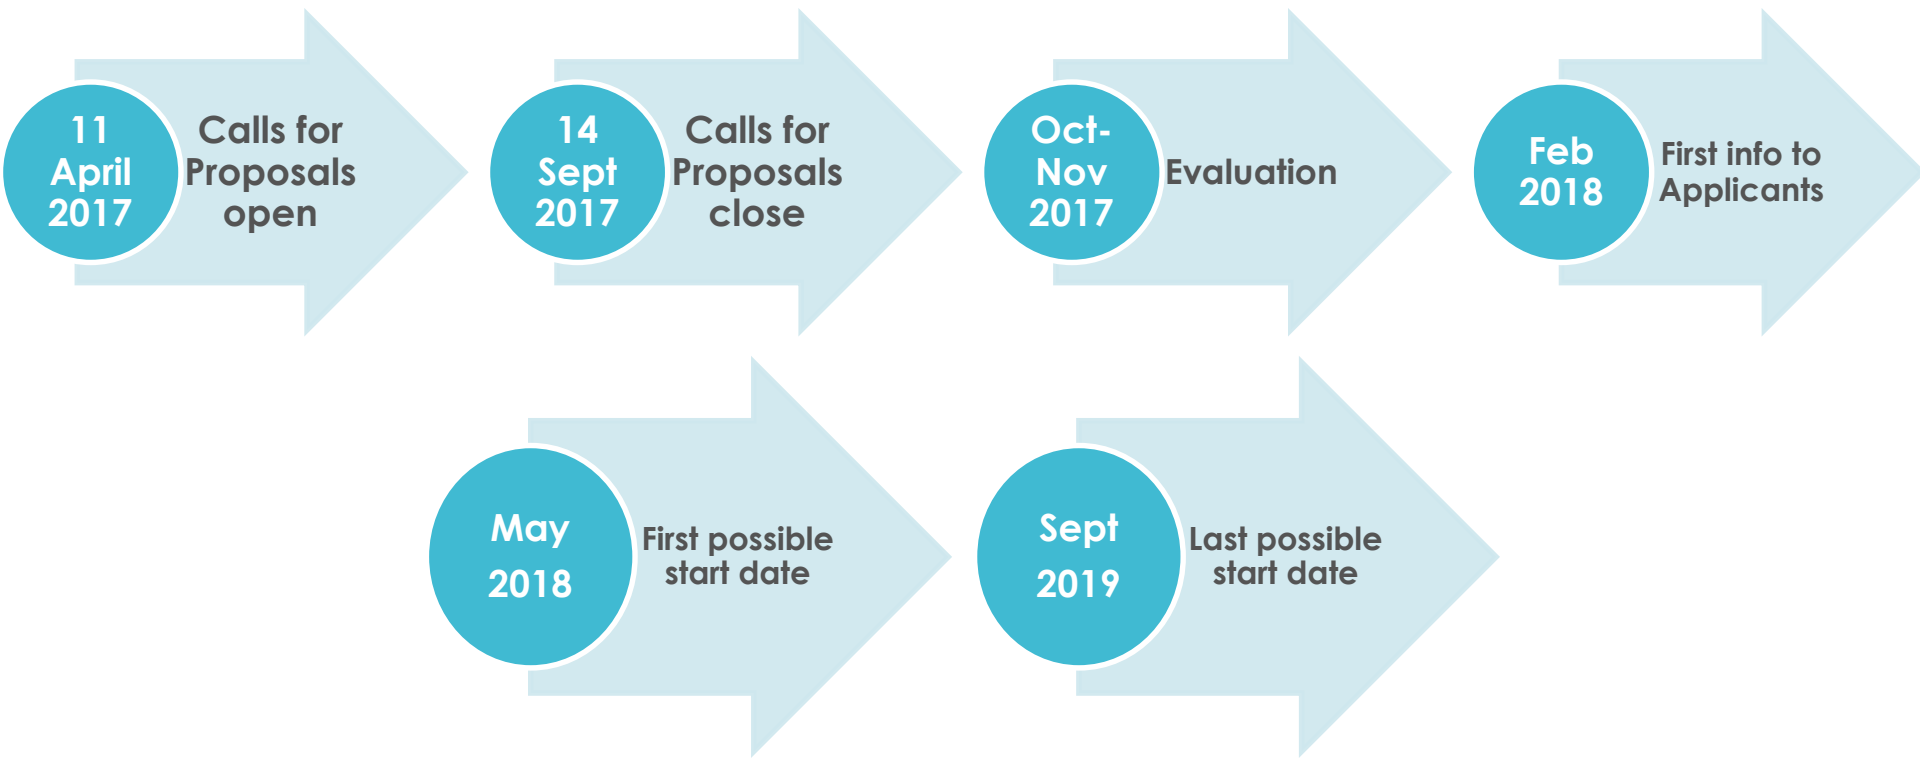 11
April
2017
Calls for
Proposals
open
14
Sept
2017
Calls for
Proposals
close
Oct-
Nov
2017
Evaluation
Feb
2018
First info to
Applicants
May
2018
First possible
start date
Sept
2019
Last possible
start date